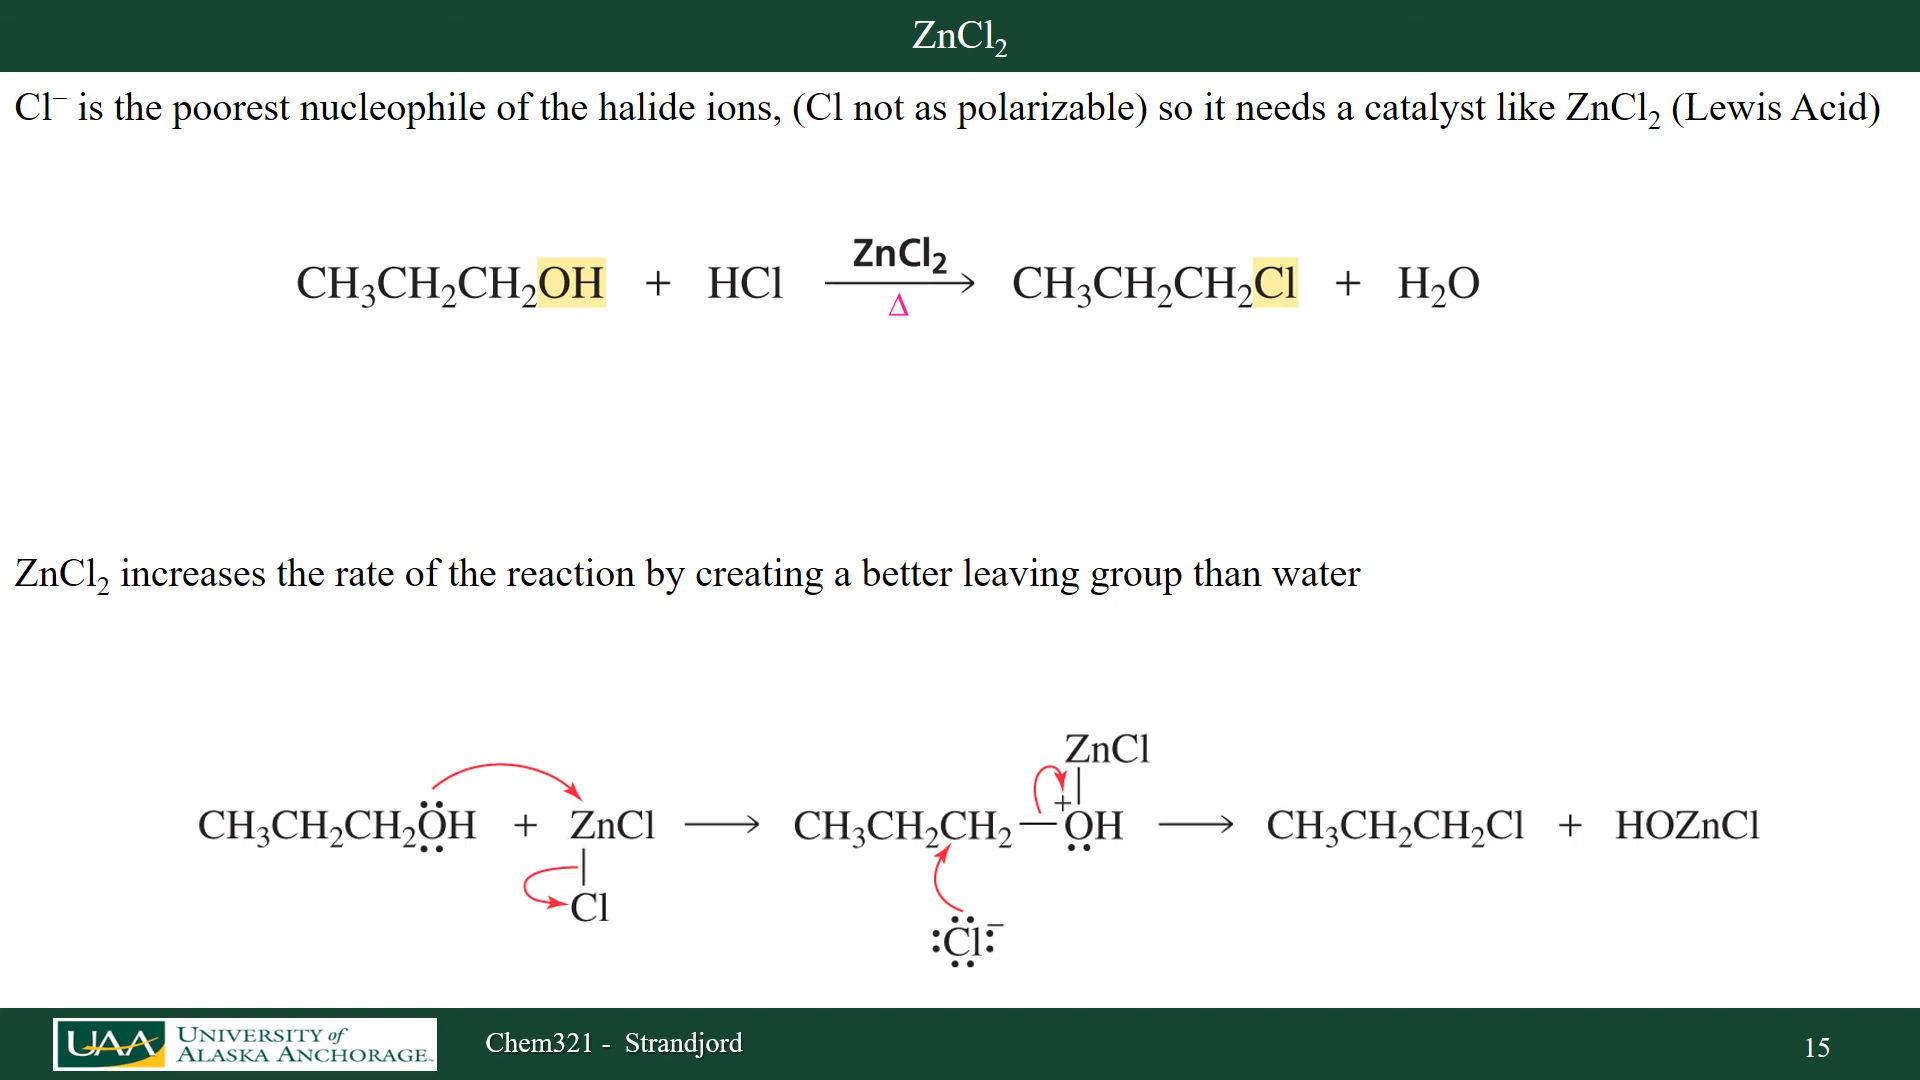 ZnCl₂
Cl⁻ is the poorest nucleophile of the halide ions, (Cl not as polarizable) so it needs a catalyst like ZnCl₂ (Lewis Acid)
CH₃CH₂CH₂OH + HCl ZnCl₂ Δ ⟶ CH₃CH₂CH₂Cl + H₂O
ZnCl₂ increases the rate of the reaction by creating a better leaving group than water
ZnCl
CH₃CH₂CH₂ÖH + ZnCl ⟶ CH₃CH₂CH₂—⁺OH ⟶ CH₃CH₂CH₂Cl + HOZnCl
Cl
:Cl:⁻
UAA UNIVERSITY of
ALASKA ANCHORAGE
Chem321 - Strandjord
15